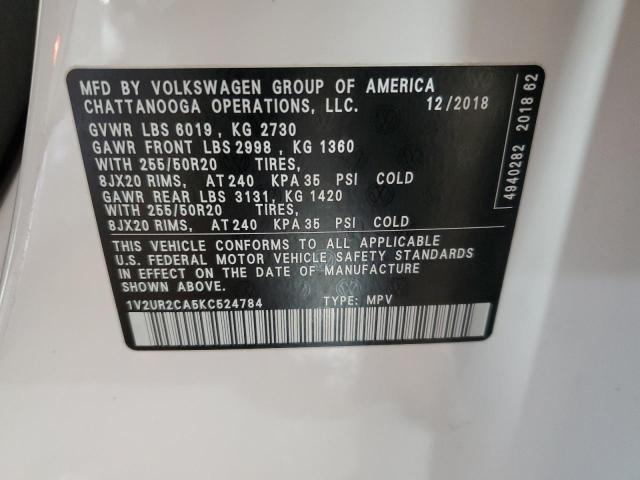 MFD BY VOLKSWAGEN GROUP OF AMERICA
CHATTANOOGA OPERATIONS, LLC. 12/2018
GVWR LBS 6019 , KG 2730
GAWR FRONT LBS 2998 , KG 1360
WITH 255/50R20 TIRES,
8JX20 RIMS, AT 240 KPA 35 PSI COLD
GAWR REAR LBS 3131, KG 1420
WITH 255/50R20 TIRES,
8JX20 RIMS, AT 240 KPA 35 PSI COLD
THIS VEHICLE CONFORMS TO ALL APPLICABLE
U.S. FEDERAL MOTOR VEHICLE SAFETY STANDARDS
IN EFFECT ON THE DATE OF MANUFACTURE
SHOWN ABOVE.
1V2UR2CA5KC524784 TYPE: MPV
4940282 2018 62